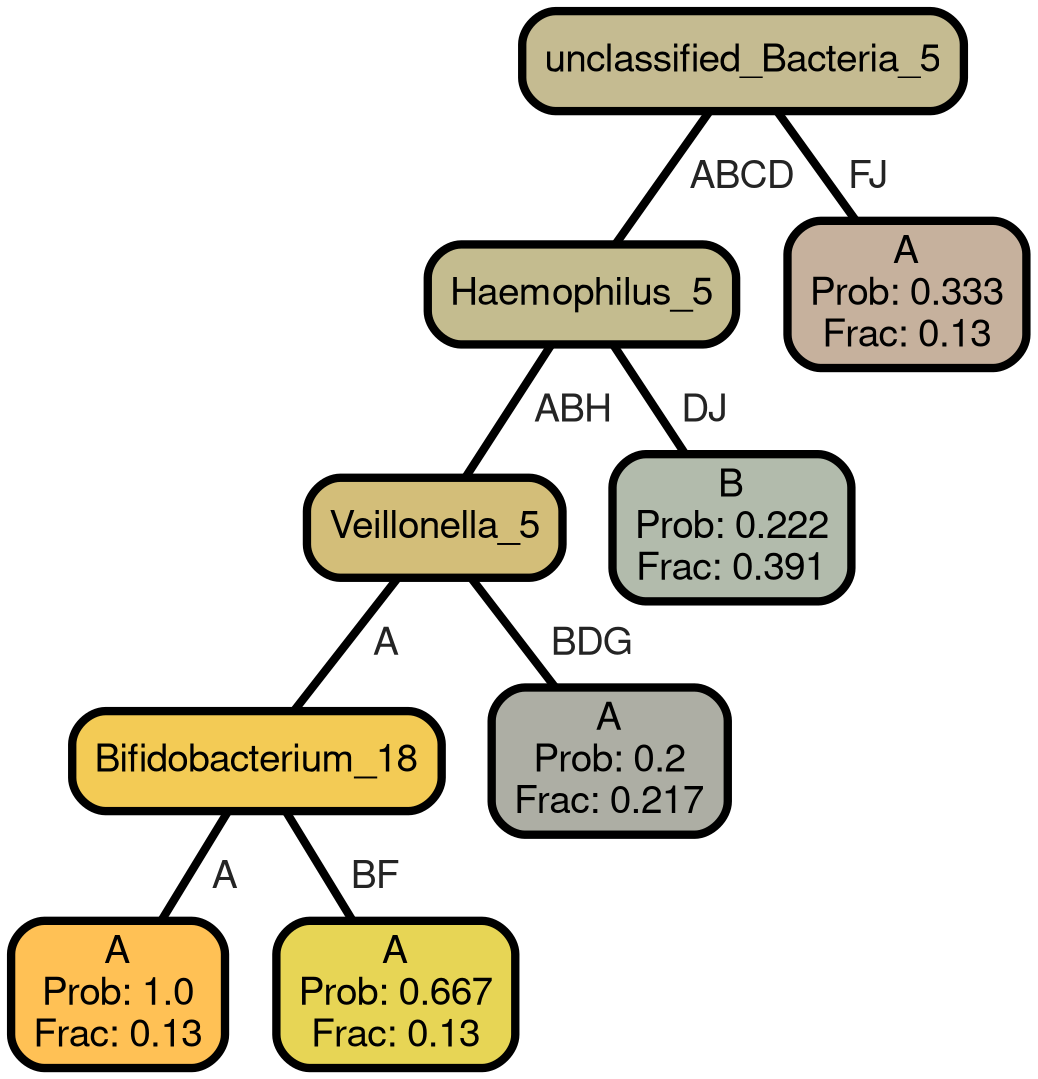 unclassified_Bacteria_5
ABCD
FJ
Haemophilus_5
A
Prob: 0.333
Frac: 0.13
ABH
DJ
Veillonella_5
B
Prob: 0.222
Frac: 0.391
A
BDG
Bifidobacterium_18
A
Prob: 0.2
Frac: 0.217
A
BF
A
Prob: 1.0
Frac: 0.13
A
Prob: 0.667
Frac: 0.13